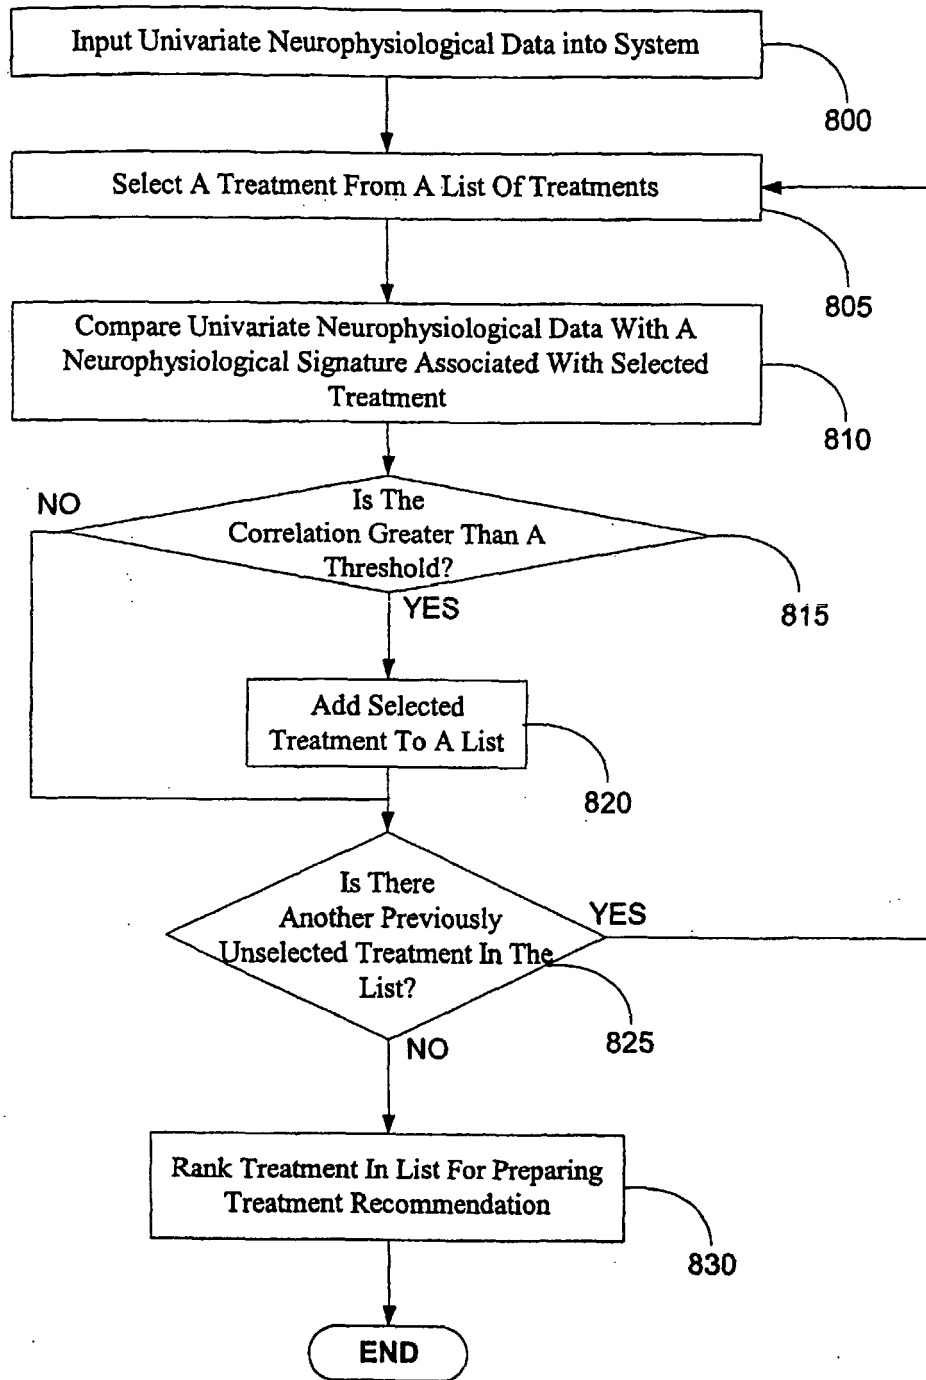 Input Univariate Neurophysiological Data into System
800
Select A Treatment From A List Of Treatments
805
Compare Univariate Neurophysiological Data With A
Neurophysiological Signature Associated With Selected
Treatment
810
NO
Is The
Correlation Greater Than A
Threshold?
815
YES
Add Selected
Treatment To A List
820
Is There
Another Previously
Unselected Treatment In The
List?
YES
825
NO
Rank Treatment In List For Preparing
Treatment Recommendation
830
END